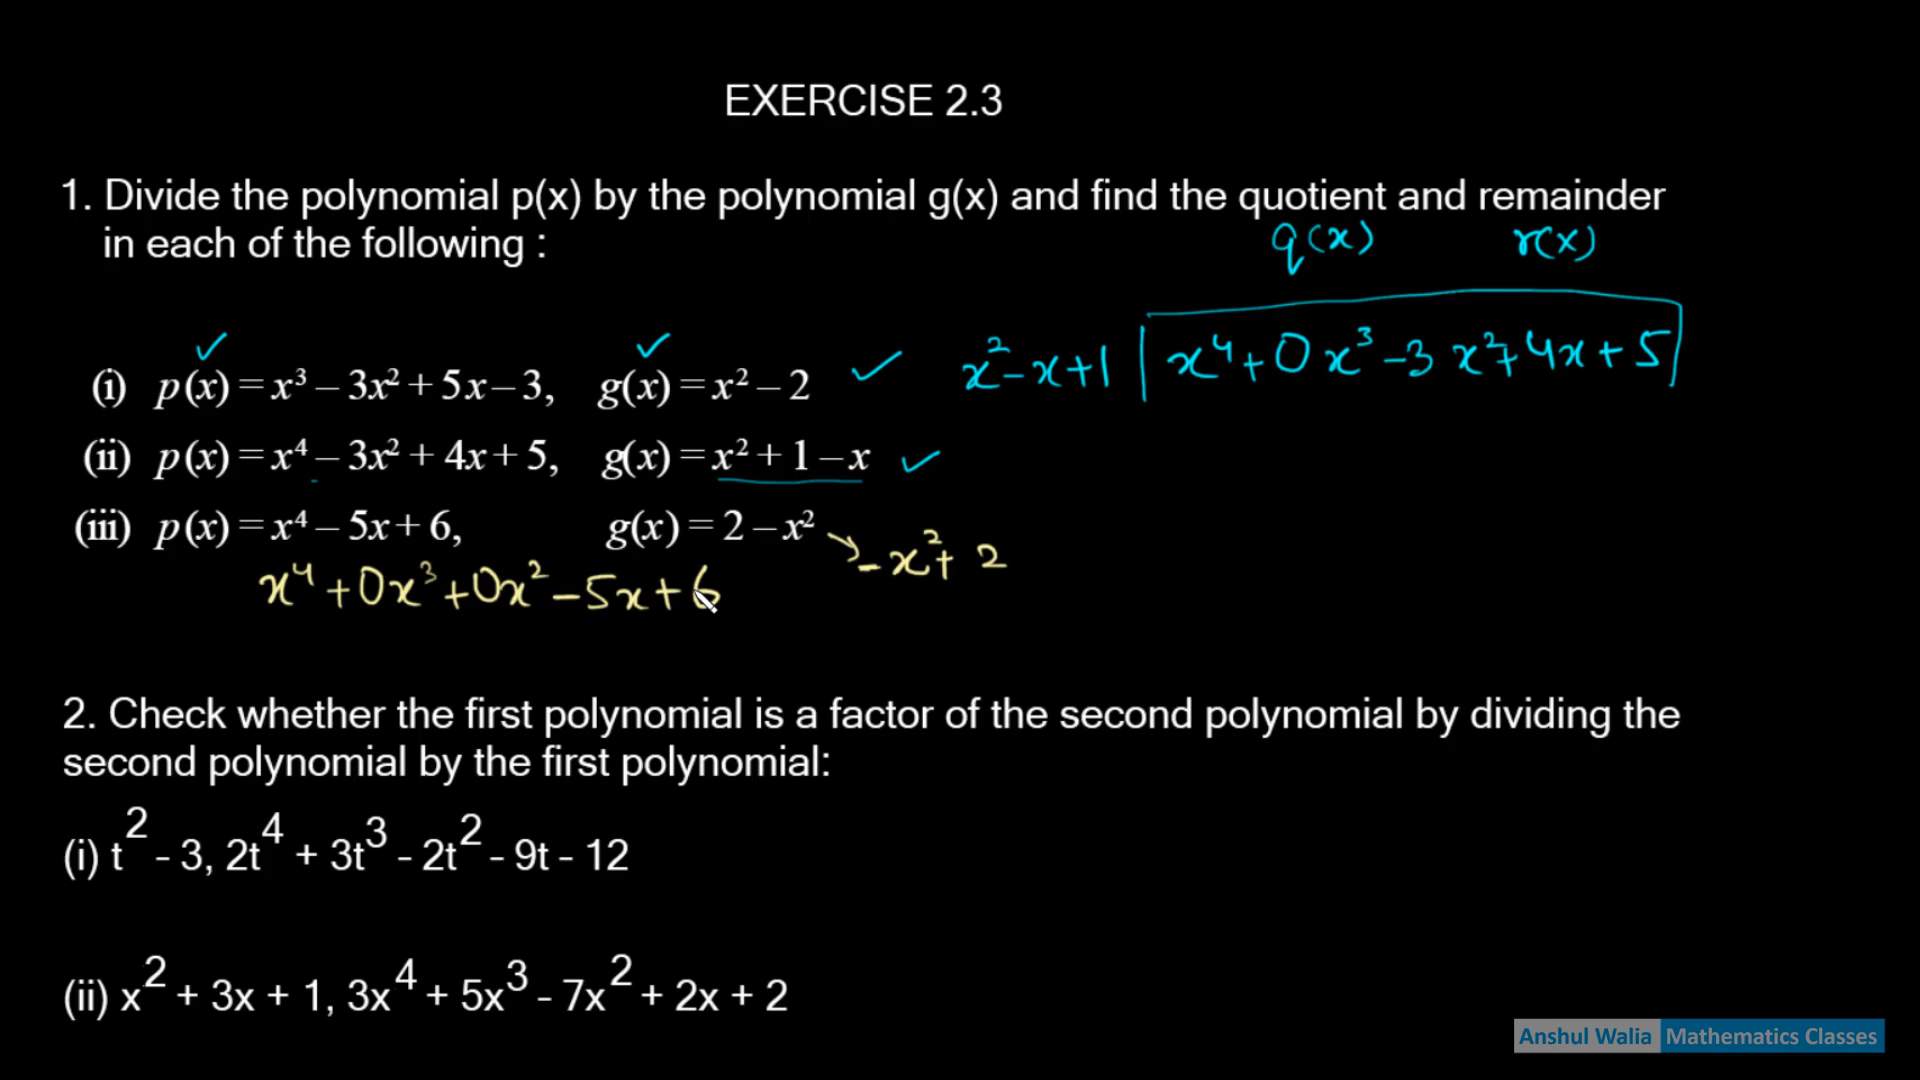 EXERCISE 2.3
1. Divide the polynomial p(x) by the polynomial g(x) and find the quotient and remainder
in each of the following :
q(x) r(x)
(i) p(x) = x³ – 3x² + 5x – 3, g(x) = x² – 2
x² - x + 1 | x⁴ + 0x³ - 3x² + 4x + 5
(ii) p(x) = x⁴ – 3x² + 4x + 5, g(x) = x² + 1 – x
(iii) p(x) = x⁴ – 5x + 6, g(x) = 2 – x²
- x² + 2
x⁴ + 0x³ + 0x² - 5x + 6
2. Check whether the first polynomial is a factor of the second polynomial by dividing the
second polynomial by the first polynomial:
(i) t² - 3, 2t⁴ + 3t³ - 2t² - 9t - 12
(ii) x² + 3x + 1, 3x⁴ + 5x³ - 7x² + 2x + 2
Anshul Walia Mathematics Classes